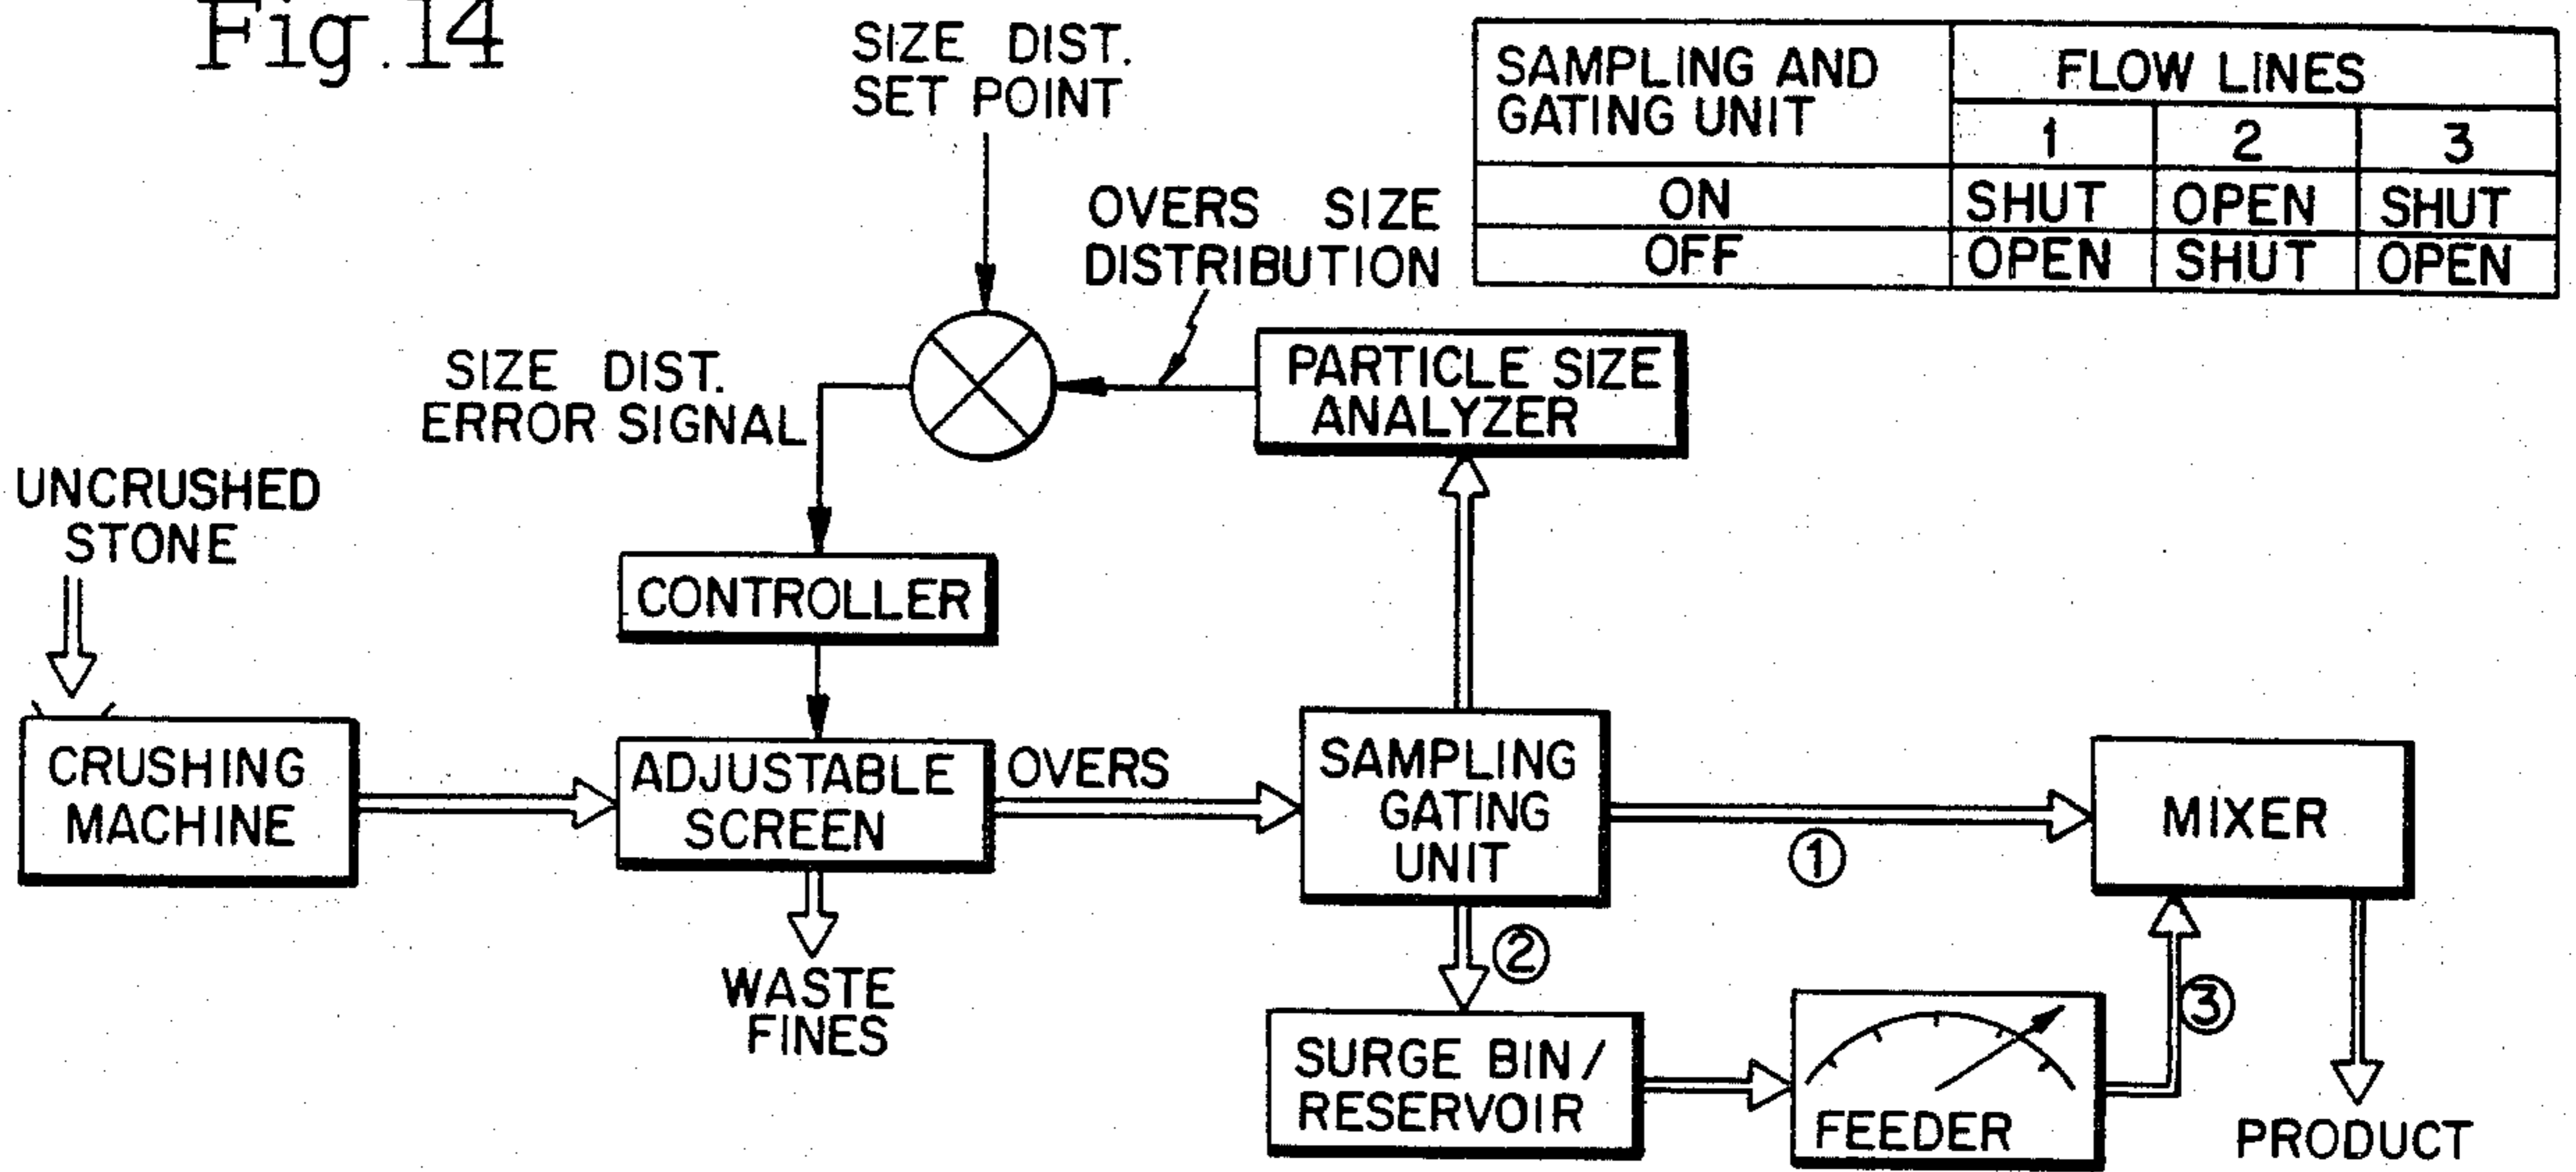 Fig.14
SIZE DIST.
SET POINT
SAMPLING AND
GATING UNIT
FLOW LINES
1 2 3
ON SHUT OPEN SHUT
OFF OPEN SHUT OPEN
OVERS SIZE
DISTRIBUTION
SIZE DIST.
ERROR SIGNAL
PARTICLE SIZE
ANALYZER
UNCRUSHED
STONE
CONTROLLER
CRUSHING
MACHINE
ADJUSTABLE
SCREEN
OVERS
SAMPLING
GATING
UNIT
1
MIXER
WASTE
FINES
2
3
SURGE BIN/
RESERVOIR
FEEDER
PRODUCT